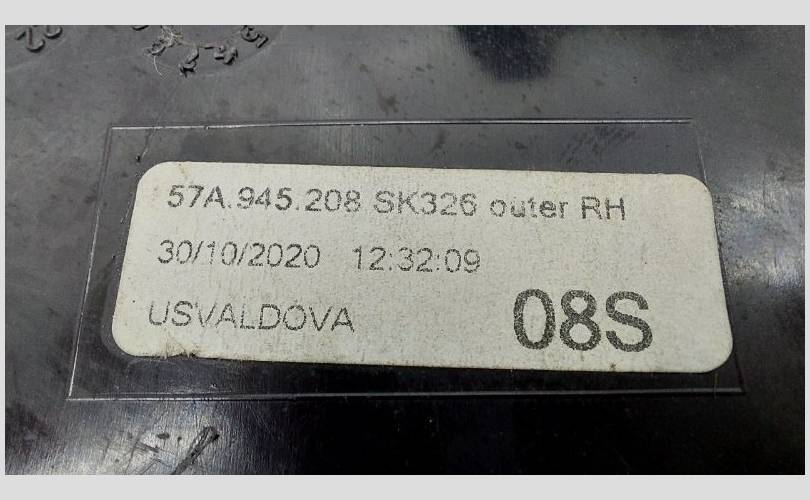 57A.945.208 SK326 outer RH
30/10/2020 12:32:09
USVALDOVA
08S